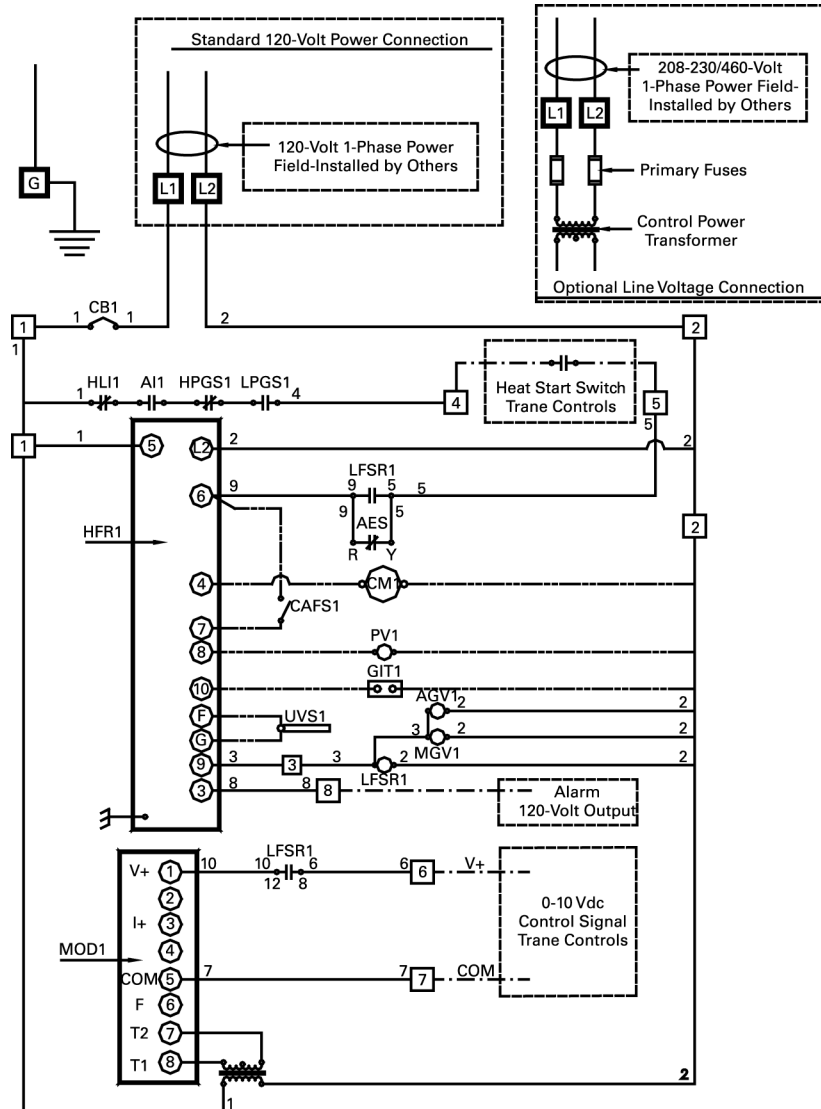 Standard 120-Volt Power Connection
120-Volt 1-Phase Power
Field-Installed by Others
L1 L2
G
208-230/460-Volt
1-Phase Power Field-
Installed by Others
L1 L2
Primary Fuses
Control Power
Transformer
Optional Line Voltage Connection
1 1 CB1 1 2 2
1
1 HLI1 AI1 HPGS1 LPGS1 4 4
Heat Start Switch
Trane Controls
5
5
1 1 5 L2 2 2
6 9 LFSR1 9 5 5
9 AES 5
R Y
2
HFR1
4 CM1
CAFS1
7
8 PV1
10 GIT1
F UVS1
G
AGV1 2 2
3 MGV1 2 2
9 3 3 3 LFSR1 2 2
3 8 8 8
Alarm
120-Volt Output
V+ 1 10 10 LFSR1 6 6 6 V+
12 8
2
I+ 3
4
MOD1
0-10 Vdc
Control Signal
Trane Controls
COM 5 7 7 7 COM
F 6
T2 7
T1 8
2
1